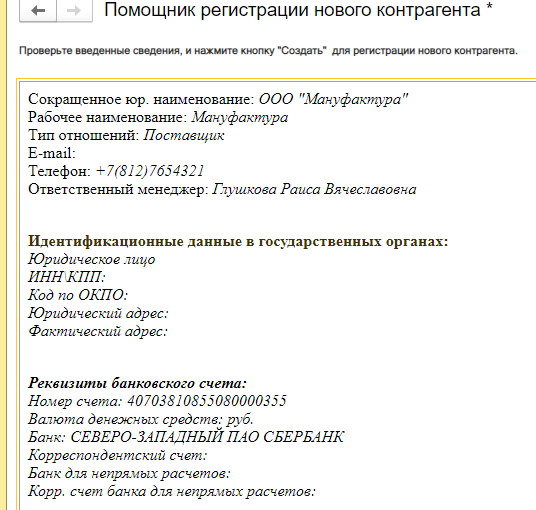 Помощник регистрации нового контрагента *
Проверьте введенные сведения, и нажмите кнопку "Создать" для регистрации нового контрагента.
Сокращенное юр. наименование: ООО "Мануфактура"
Рабочее наименование: Мануфактура
Тип отношений: Поставщик
E-mail:
Телефон: +7(812)7654321
Ответственный менеджер: Глушкова Раиса Вячеславовна
Идентификационные данные в государственных органах:
Юридическое лицо
ИНН\КПП:
Код по ОКПО:
Юридический адрес:
Фактический адрес:
Реквизиты банковского счета:
Номер счета: 40703810855080000355
Валюта денежных средств: руб.
Банк: СЕВЕРО-ЗАПАДНЫЙ ПАО СБЕРБАНК
Корреспондентский счет:
Банк для непрямых расчетов:
Корр. счет банка для непрямых расчетов: